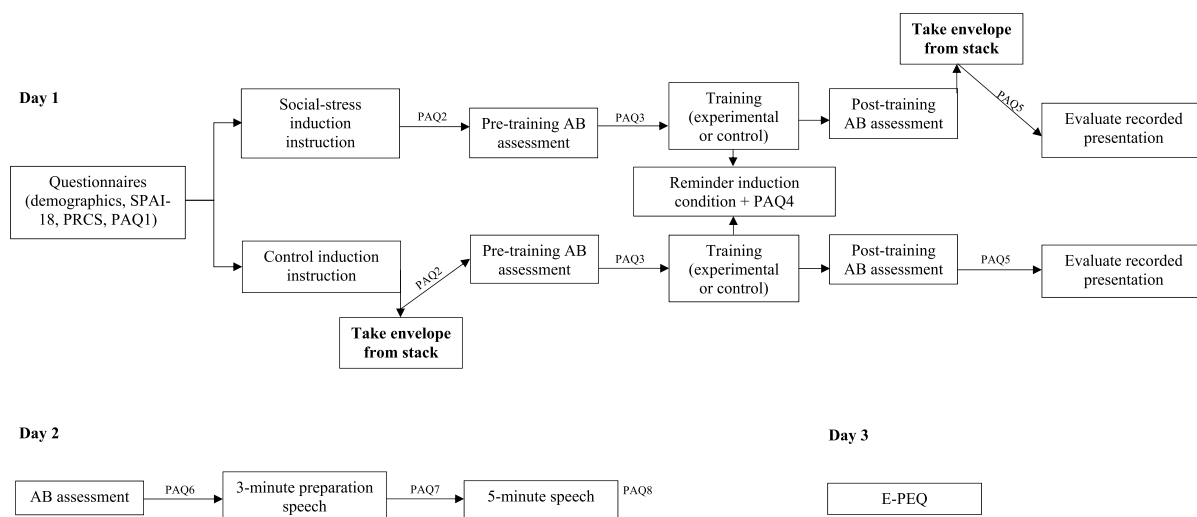 Take envelope
from stack
Day 1
Social-stress
induction
instruction
PAQ2
Pre-training AB
assessment
PAQ3
Training
(experimental
or control)
Post-training
AB assessment
PAQ5
Evaluate recorded
presentation
Questionnaires
(demographics, SPAI-
18, PRCS, PAQ1)
Reminder induction
condition + PAQ4
Control induction
instruction
PAQ2
Pre-training AB
assessment
PAQ3
Training
(experimental
or control)
Post-training
AB assessment
PAQ5
Evaluate recorded
presentation
Take envelope
from stack
Day 2
AB assessment
PAQ6
3-minute preparation
speech
PAQ7
5-minute speech
PAQ8
Day 3
E-PEQ